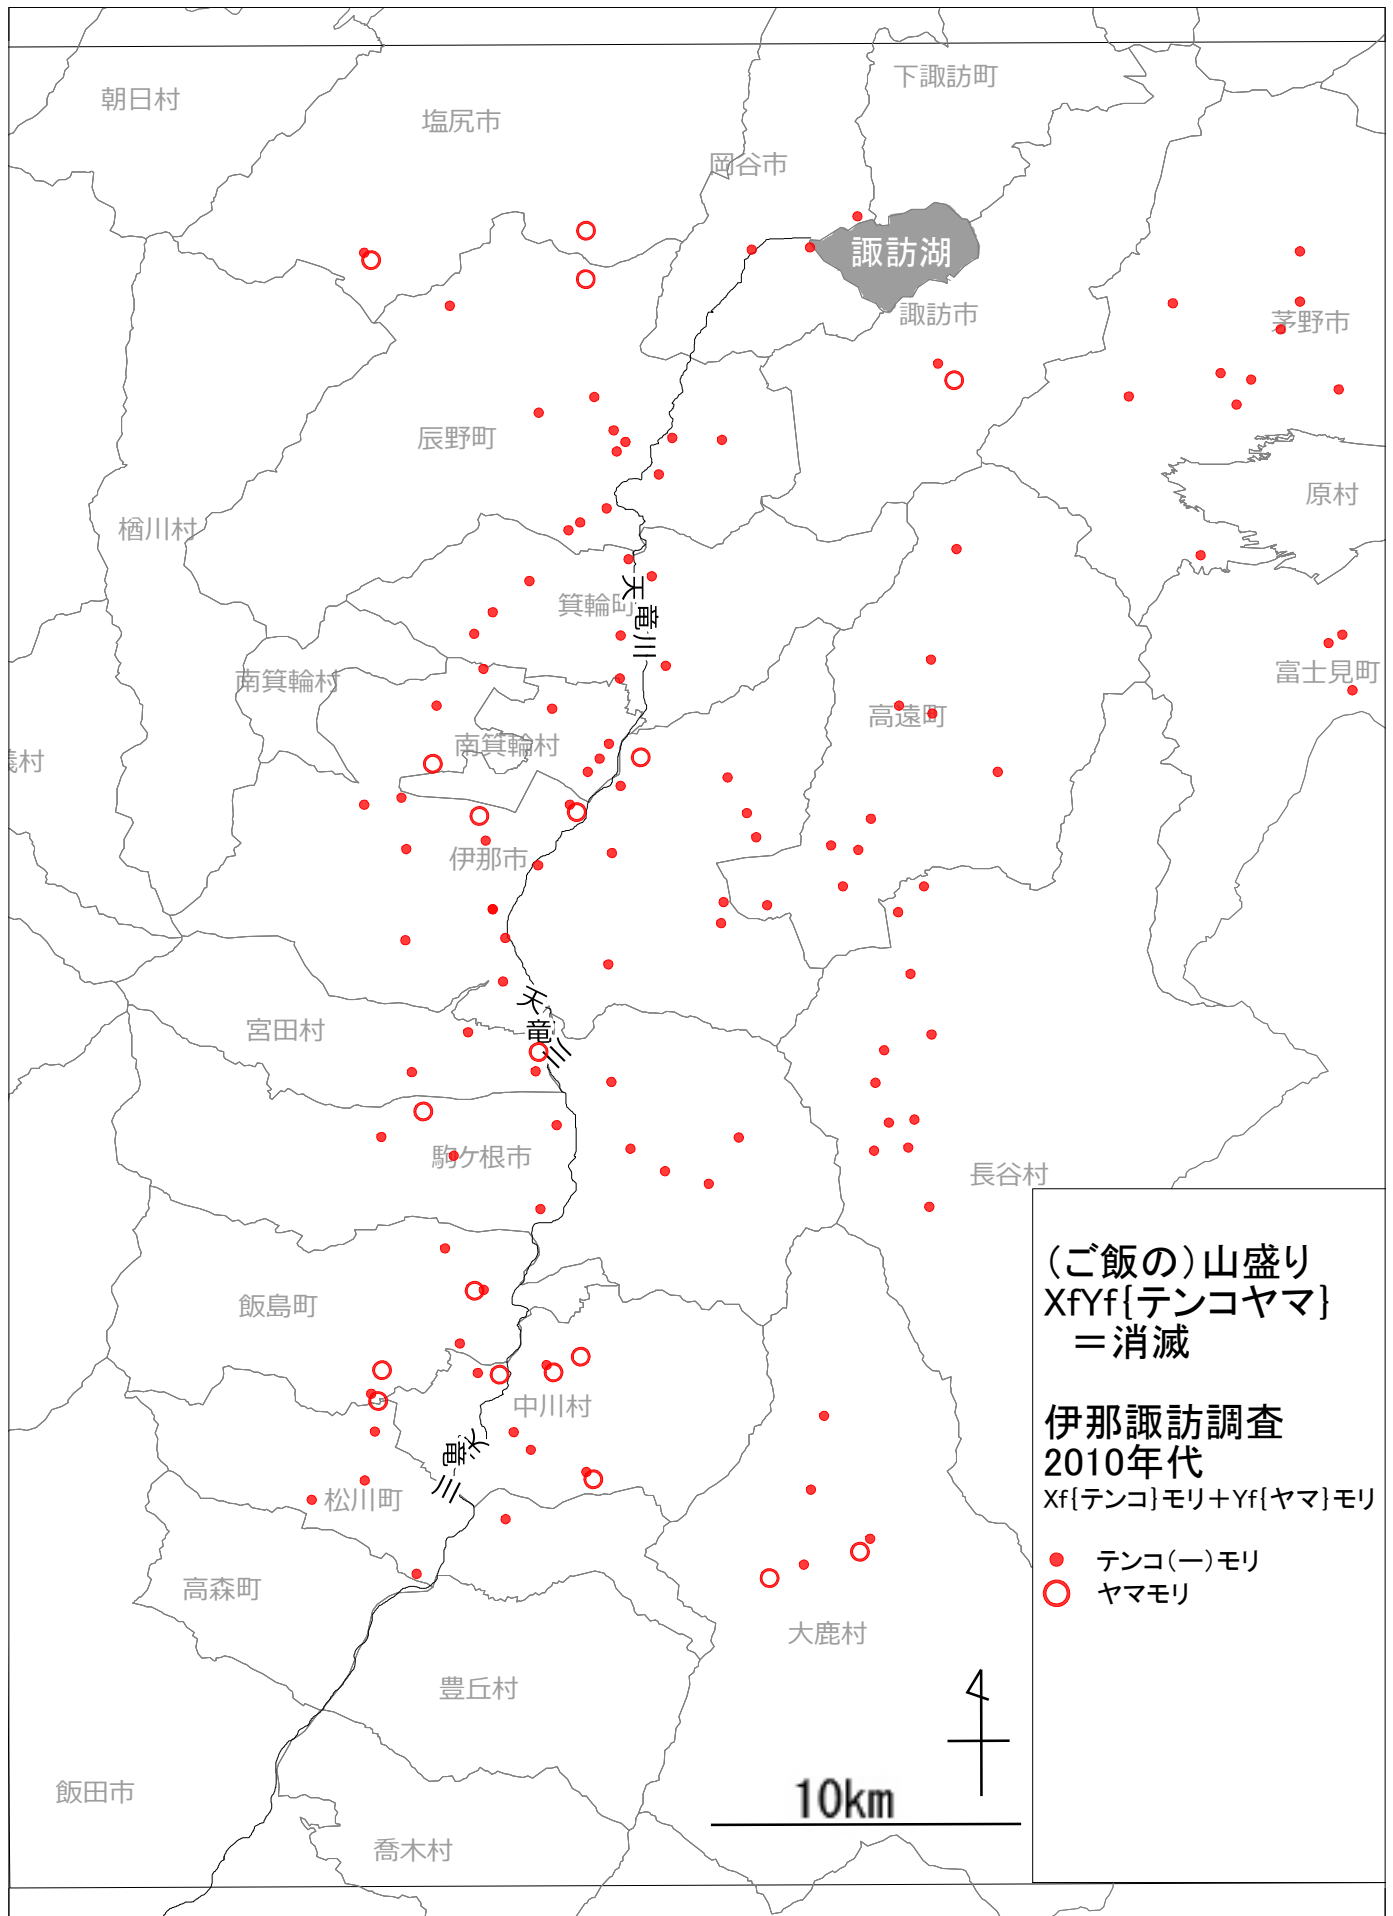 下諏訪町
朝日村
塩尻市
岡谷市
諏訪湖
諏訪市
茅野市
辰野町
原村
楢川村
箕輪町
天竜川
南箕輪村
富士見町
高遠町
南箕輪村
村
伊那市
天竜川
宮田村
駒ケ根市
長谷村
飯島町
中川村
天竜川
松川町
高森町
大鹿村
豊丘村
飯田市
喬木村
10km
（ご飯の）山盛り
XfYf{テンコヤマ}
＝消滅
伊那諏訪調査
2010年代
Xf{テンコ}モリ＋Yf{ヤマ}モリ
テンコ（ー）モリ
ヤマモリ